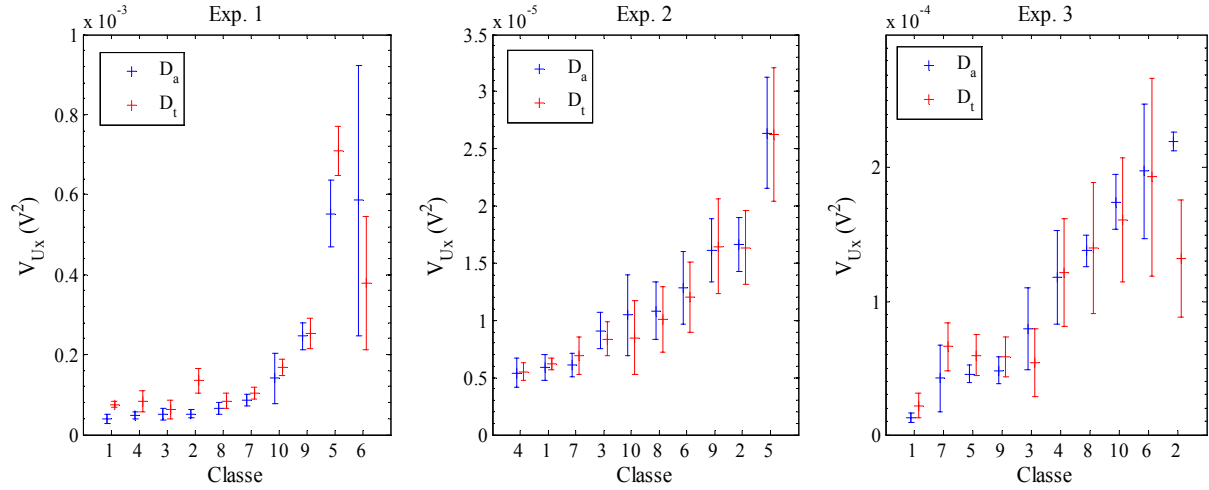 Exp. 1
x 10^-3
D_a
D_t
V_Ux (V^2)
1
0.8
0.6
0.4
0.2
0
1 4 3 2 8 7 10 9 5 6
Classe
Exp. 2
x 10^-5
D_a
D_t
V_Ux (V^2)
3.5
3
2.5
2
1.5
1
0.5
0
4 1 7 3 10 8 6 9 2 5
Classe
Exp. 3
x 10^-4
D_a
D_t
V_Ux (V^2)
2
1
0
1 7 5 9 3 4 8 10 6 2
Classe